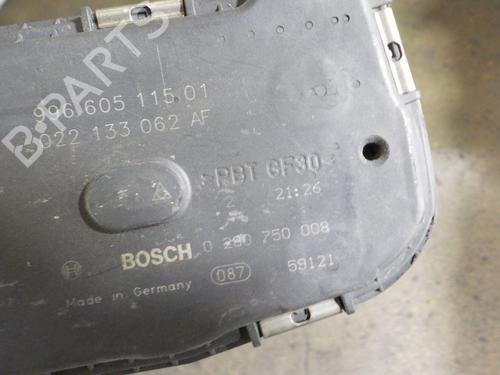 B-PARTS
996 605 115 01
022 133 062 AF
>PBT GF30<
2 21:26
BOSCH 0 280 750 008
Made in Germany 087 59121